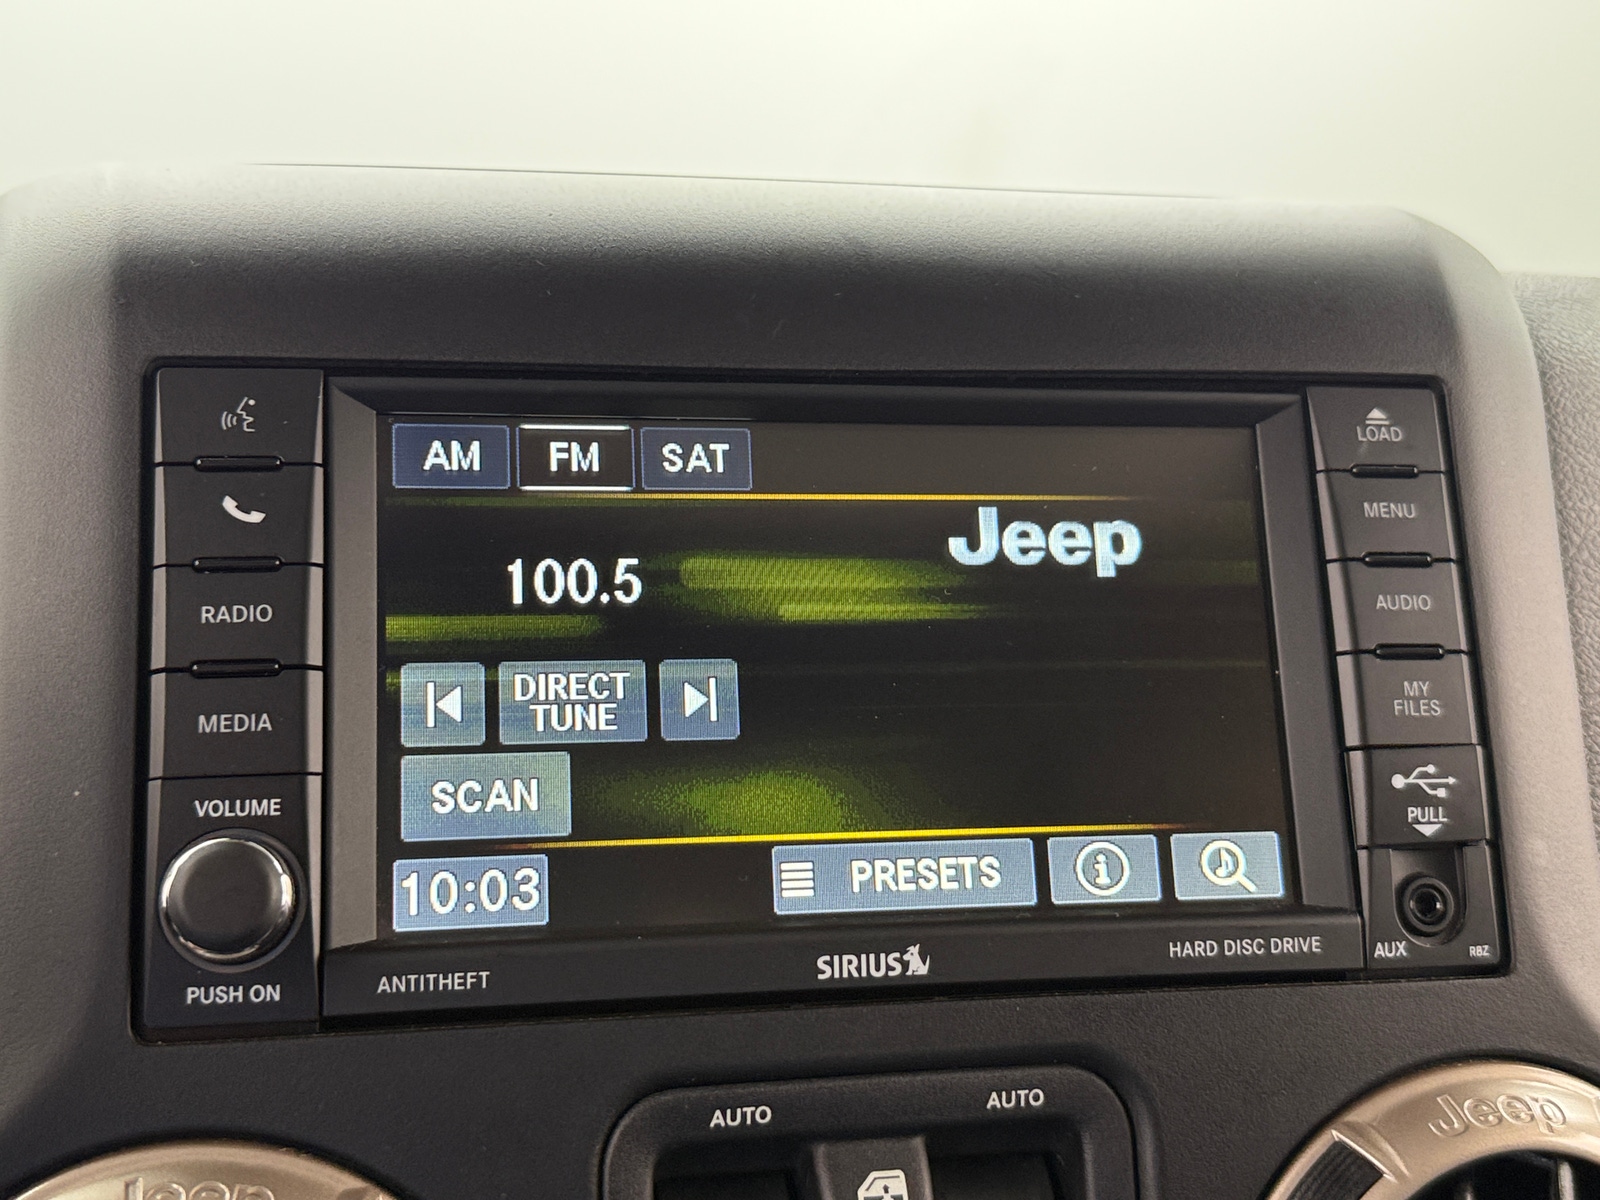 AM FM SAT
Jeep
100.5
DIRECT
TUNE
SCAN
10:03 PRESETS
RADIO
MEDIA
VOLUME
PUSH ON
LOAD
MENU
AUDIO
MY
FILES
PULL
AUX RBZ
ANTITHEFT SIRIUS HARD DISC DRIVE
AUTO AUTO
Jeep Jeep